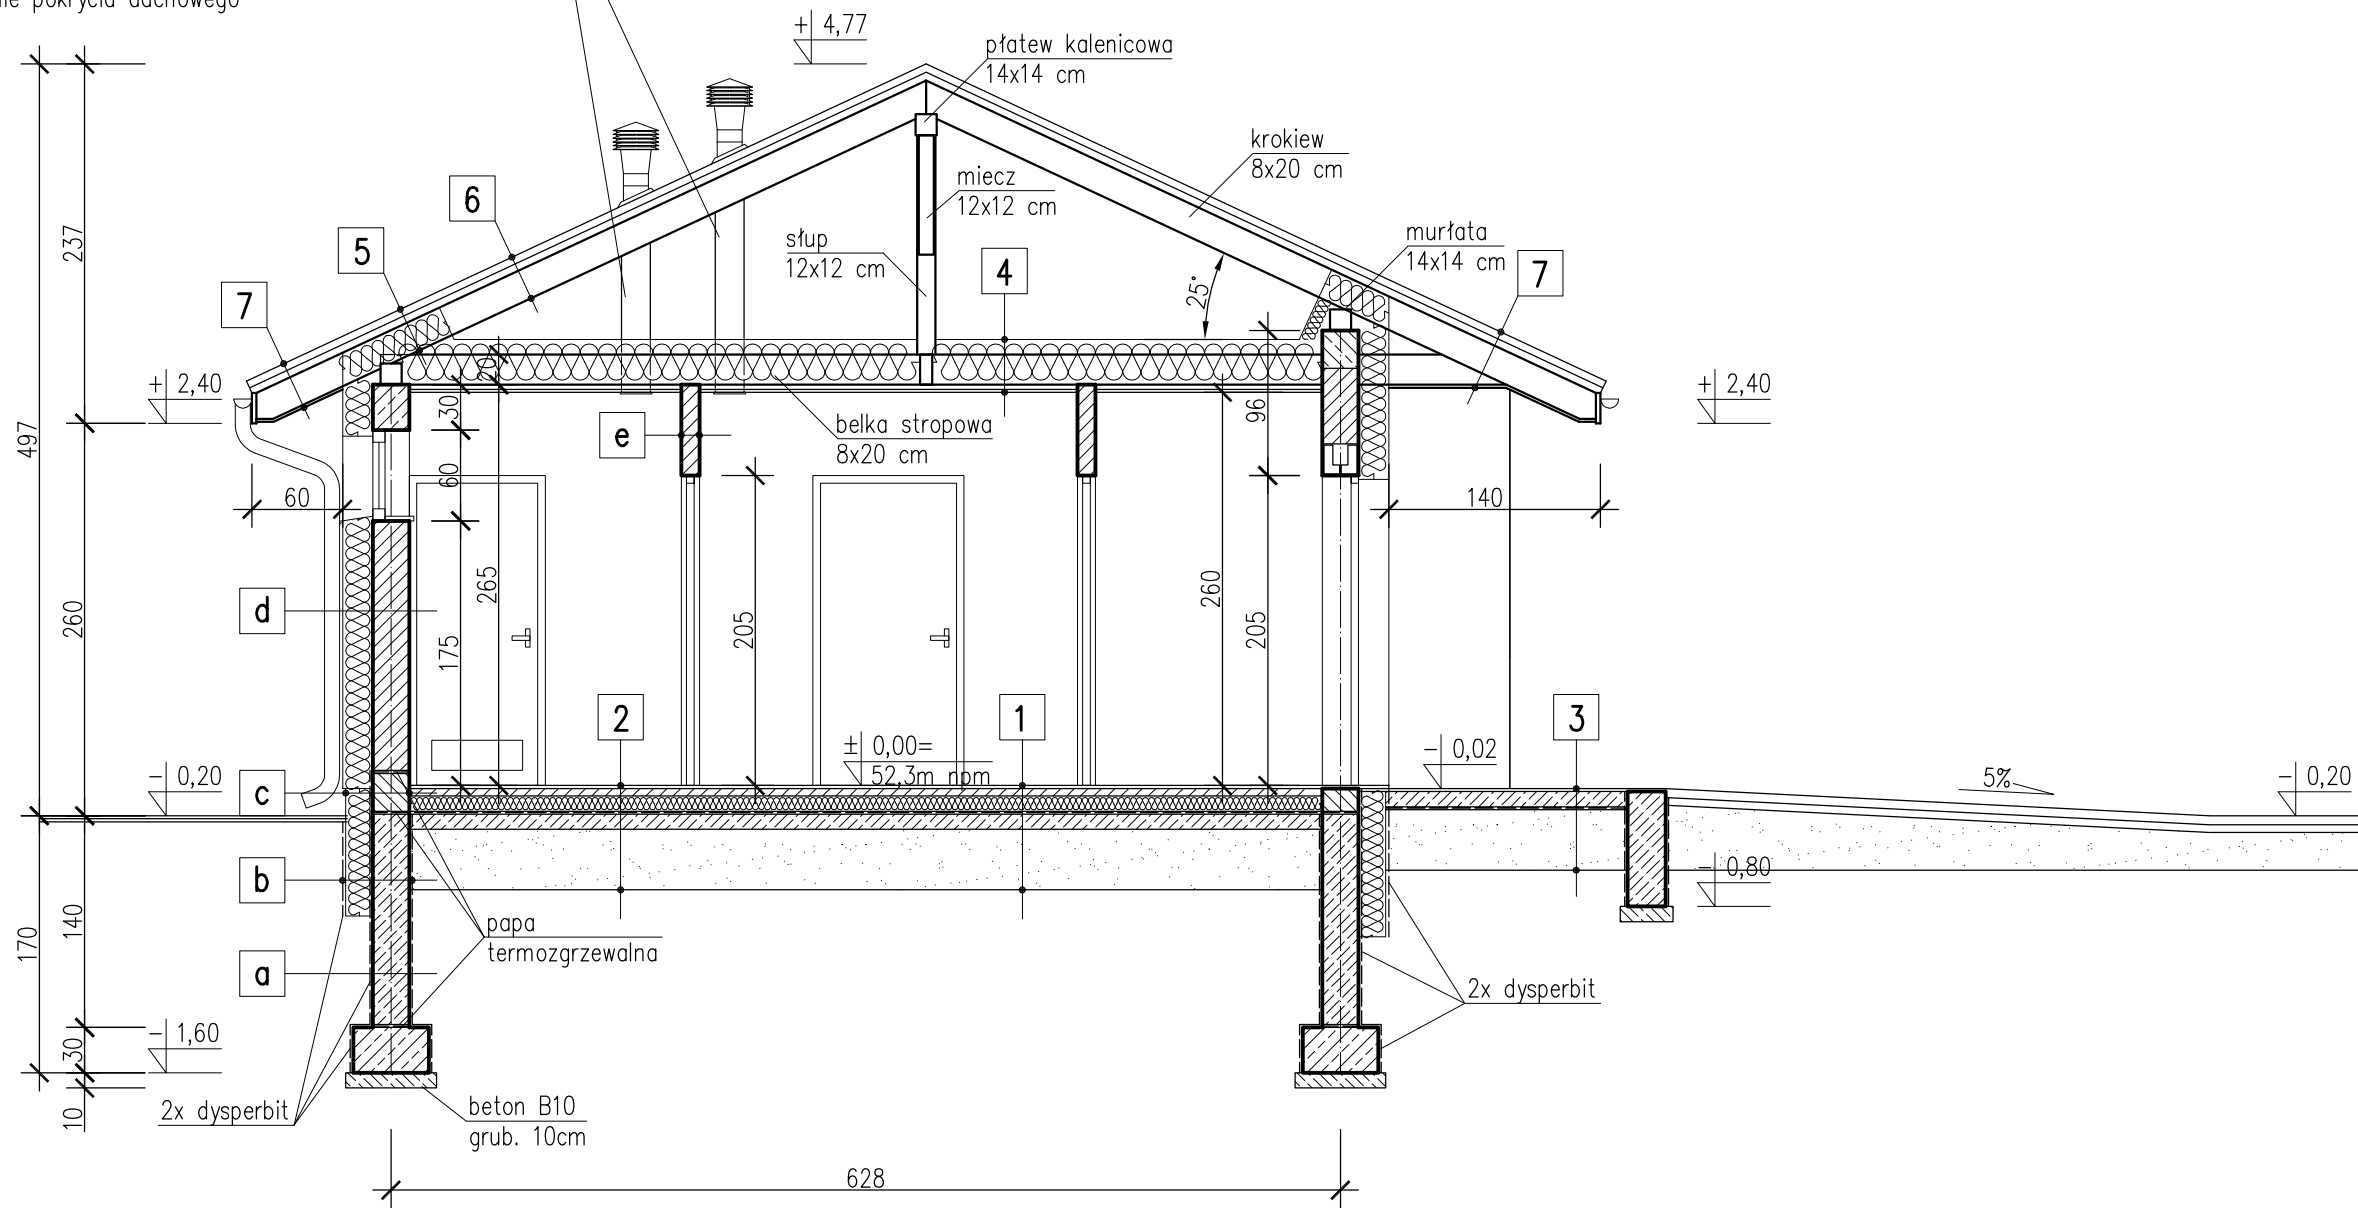 pokrycia dachowego
+ 4,77
płatew kalenicowa
14x14 cm
krokiew
8x20 cm
miecz
12x12 cm
6
237
5
słup
12x12 cm
4
murłata
14x14 cm
7
7
25°
20
+ 2,40
30
96
+ 2,40
497
e
belka stropowa
8x20 cm
60
60
140
265
260
d
260
175
205
205
2
1
3
± 0,00=
52,3m npm
- 0,02
- 0,20
5%
- 0,20
c
b
- 0,80
140
170
papa
termozgrzewalna
a
2x dysperbit
- 1,60
30
10
2x dysperbit
beton B10
grub. 10cm
628